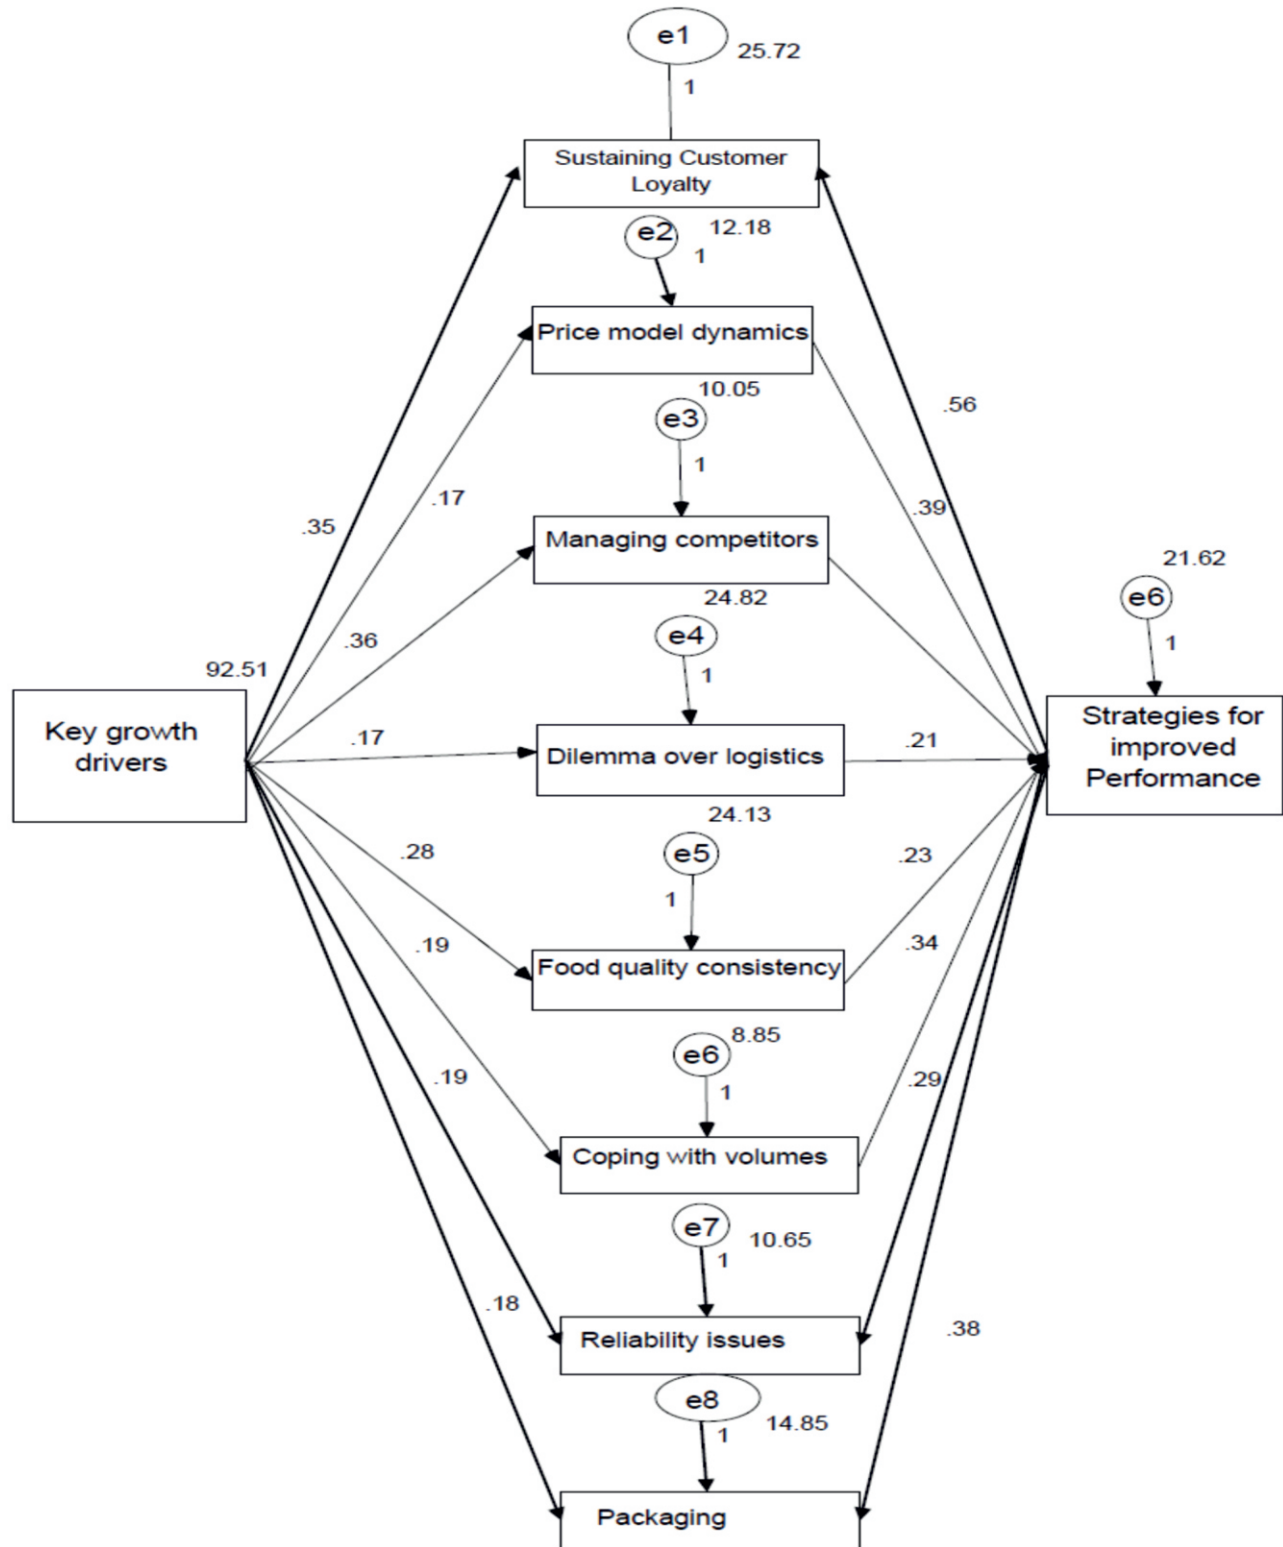 e1
25.72
1
Sustaining Customer
Loyalty
e2
12.18
1
Price model dynamics
10.05
e3
.56
1
.17
.39
.35
Managing competitors
21.62
24.82
e6
e4
.36
1
92.51
1
Key growth
drivers
.17
Dilemma over logistics
.21
Strategies for
improved
Performance
24.13
e5
.28
.23
1
.19
.34
Food quality consistency
8.85
e6
.19
1
.29
Coping with volumes
e7
10.65
1
.18
.38
Reliability issues
e8
14.85
1
Packaging